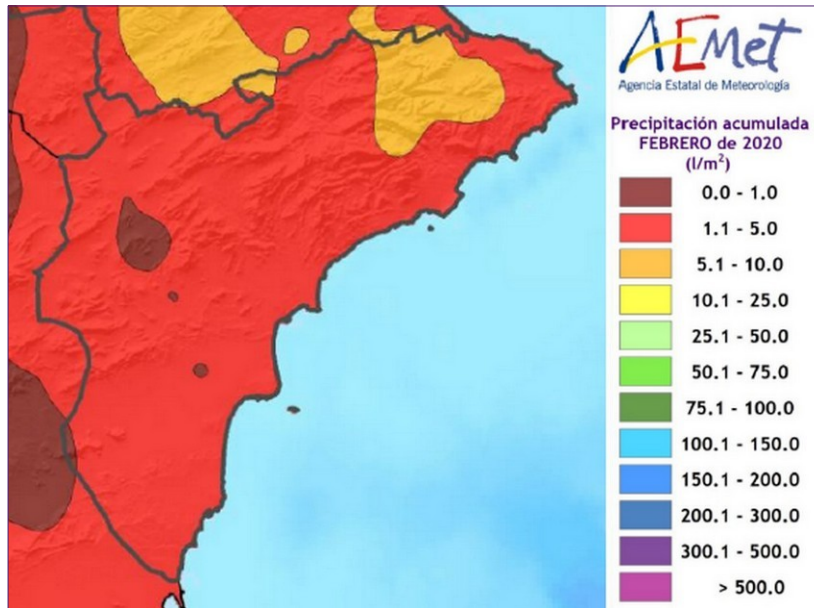 AEMet
Agencia Estatal de Meteorología
Precipitación acumulada
FEBRERO de 2020
(l/m²)
0.0 - 1.0
1.1 - 5.0
5.1 - 10.0
10.1 - 25.0
25.1 - 50.0
50.1 - 75.0
75.1 - 100.0
100.1 - 150.0
150.1 - 200.0
200.1 - 300.0
300.1 - 500.0
> 500.0